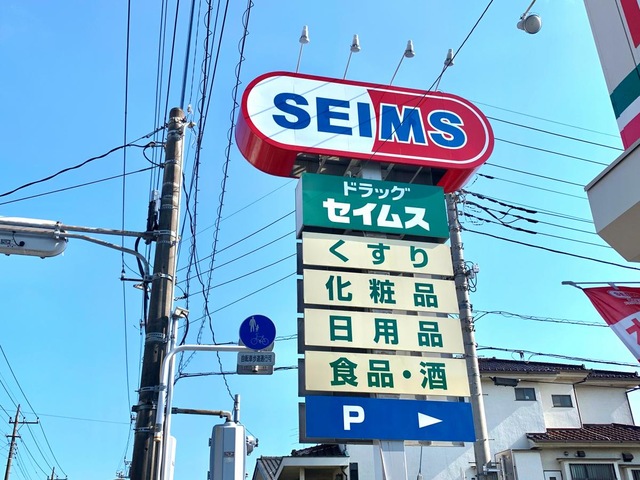 SEIMS
ドラッグ
セイムス
くすり
化粧品
日用品
食品・酒
P